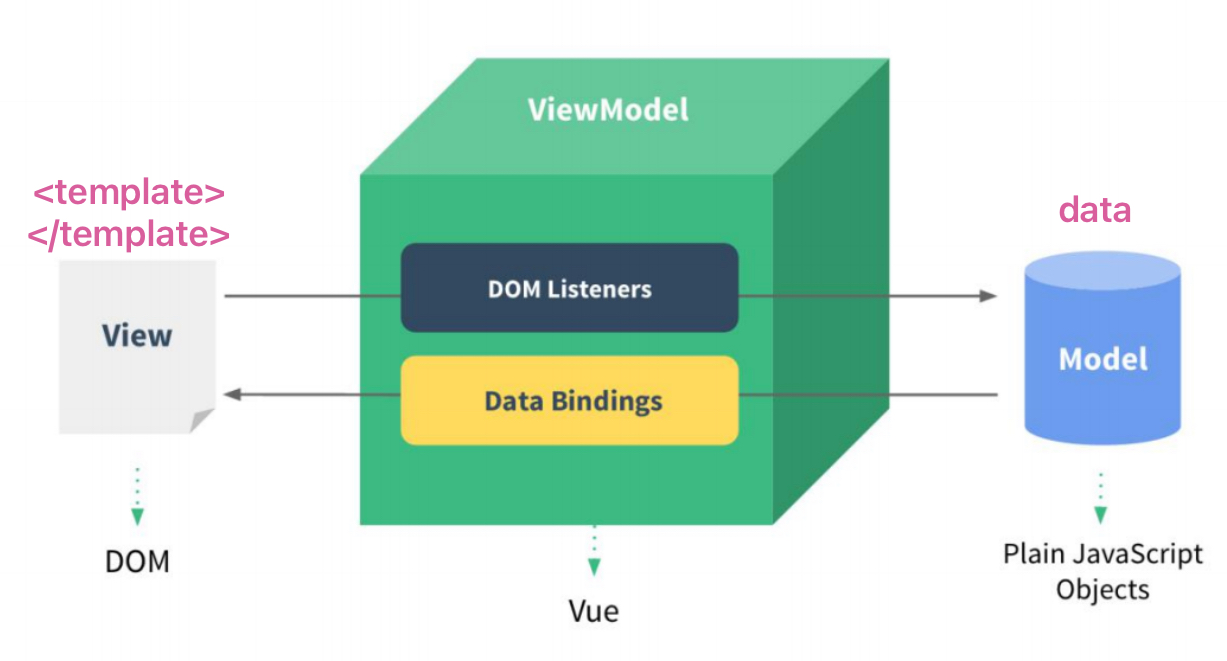 ViewModel
<template>
</template>
data
DOM Listeners
View
Model
Data Bindings
DOM
Vue
Plain JavaScript
Objects